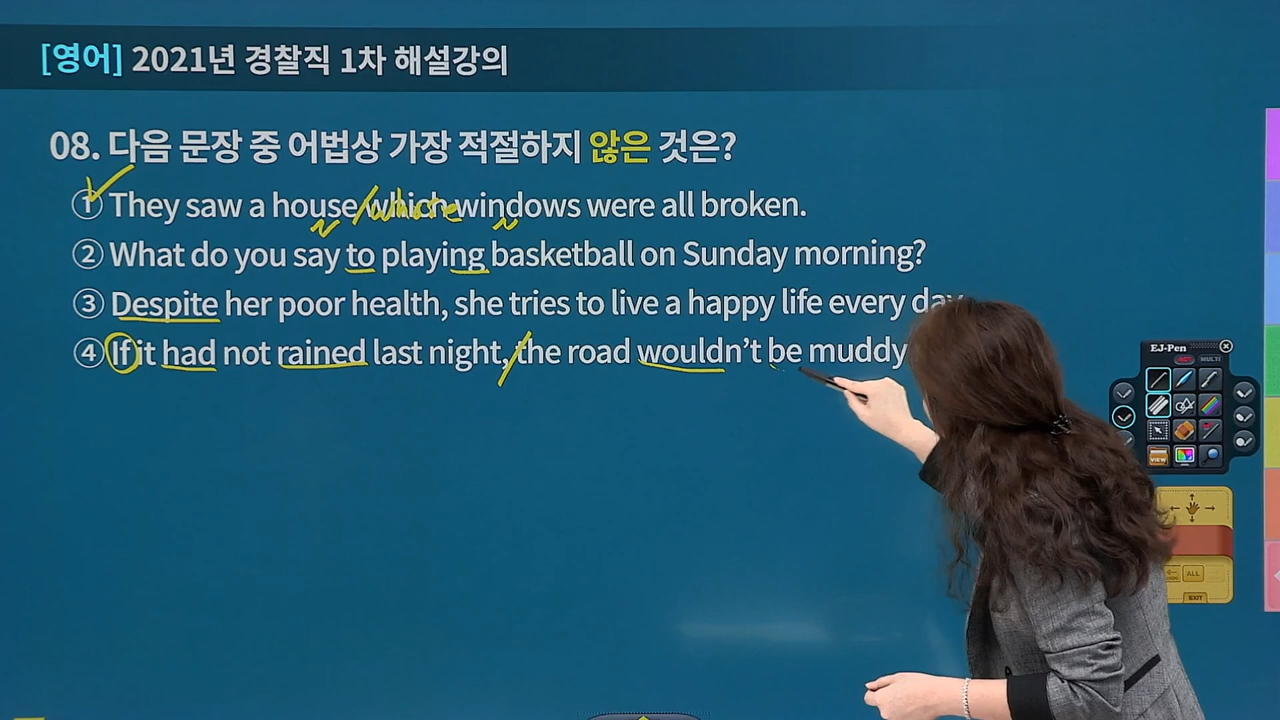 [영어] 2021년 경찰직 1차 해설강의
08. 다음 문장 중 어법상 가장 적절하지 않은 것은?
① They saw a house which windows were all broken.
whose
② What do you say to playing basketball on Sunday morning?
③ Despite her poor health, she tries to live a happy life every day
④ If it had not rained last night, the road wouldn't be muddy
EJ-Pen
ACT MULTI
VIEW
ALL
EXIT